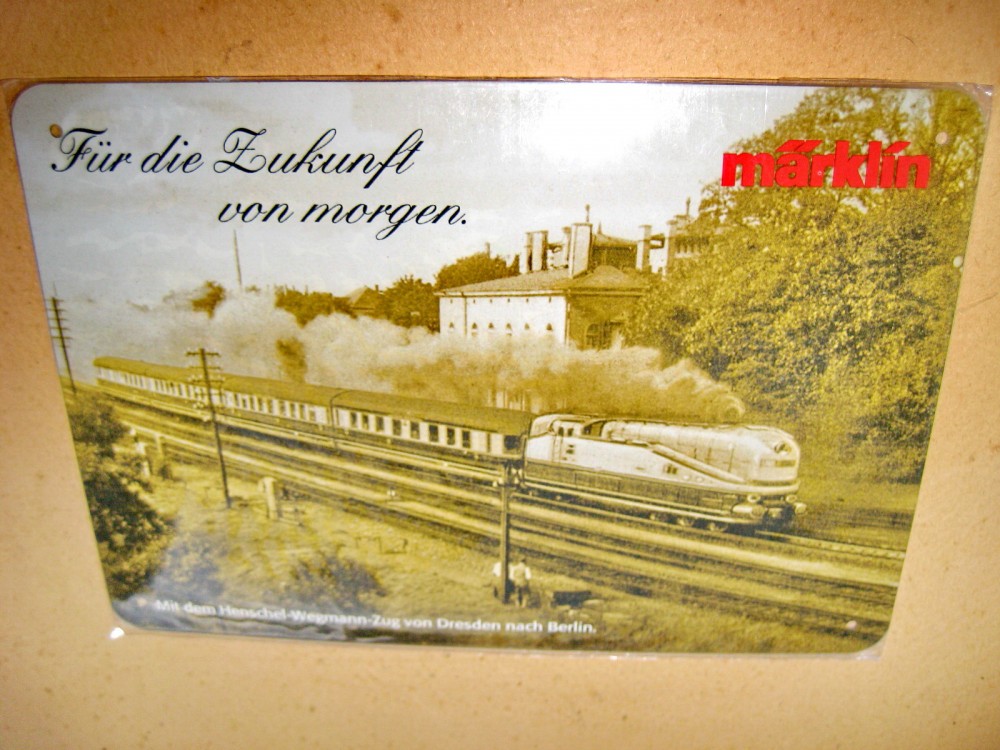 Für die Zukunft
von morgen.
märklin
Mit dem Henschel-Wegmann-Zug von Dresden nach Berlin.